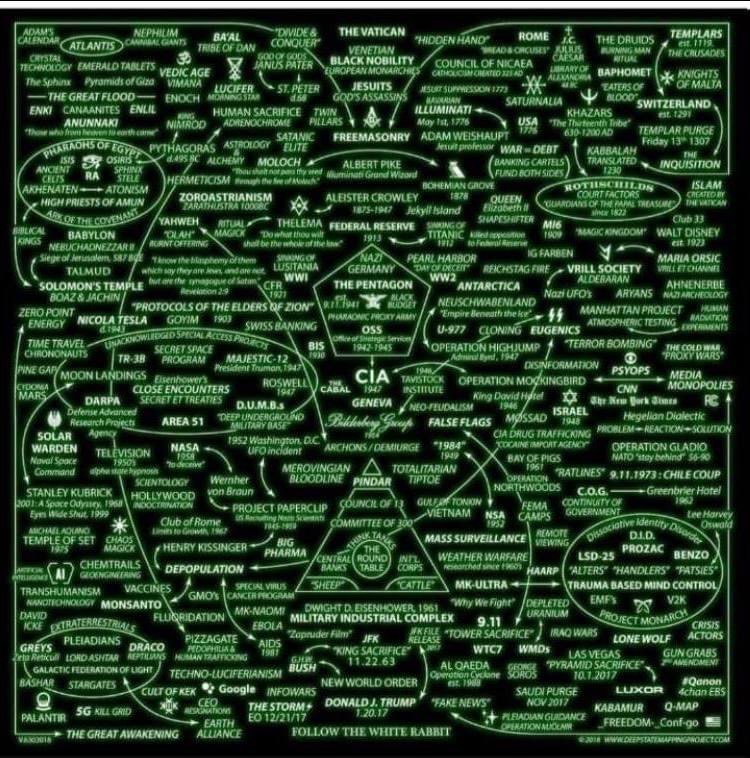 ADAM'S
CALENDAR
ATLANTIS
NEPHILIM
CANNIBAL GIANTS
BA'AL
TRIBE OF DAN
"DIVIDE &
CONQUER"
THE VATICAN
"HIDDEN HAND"
ROME
J.C.
JULIUS
CAESAR
THE DRUIDS
BURNING MAN
RITUAL
TEMPLARS
est. 1119.
THE CRUSADES
CRYSTAL
TECHNOLOGY
EMERALD TABLETS
GOD OF GODS
JANUS PATER
VENETIAN
BLACK NOBILITY
EUROPEAN MONARCHIES
"BREAD & CIRCUSES"
COUNCIL OF NICAEA
CATHOLICISM CREATED 325 AD
LIBRARY OF
ALEXANDRIA
48 BC
BAPHOMET
KNIGHTS
OF MALTA
The Sphinx
Pyramids of Giza
VEDIC AGE
VIMANA
LUCIFER
MORNING STAR
ST. PETER
d.68
JESUITS
GOD'S ASSASSINS
JESUIT SUPPRESSION 1773
SATURNALIA
"EATERS OF
BLOOD"
SWITZERLAND
est. 1291
THE GREAT FLOOD
ENOCH
ENKI
CANAANITES
ENLIL
ANUNNAKI
"Those who from heaven to earth came"
KING
NIMROD
HUMAN SACRIFICE
ADRENOCHROME
TWIN
PILLARS
BAVARIAN
ILLUMINATI
May 1st, 1776
USA
1776
KHAZARS
"The Thirteenth Tribe"
630-1200 AD
TEMPLAR PURGE
Friday 13th 1307
PHARAOHS OF EGYPT
ISIS
OSIRIS
ANCIENT
CELTS
RA
SPHINX
STELE
AKHENATEN
ATONISM
HIGH PRIESTS OF AMUN
ARK OF THE COVENANT
PYTHAGORAS
d.495 BC
ASTROLOGY
ALCHEMY
SATANIC
ELITE
FREEMASONRY
ADAM WEISHAUPT
Jesuit professor
WAR = DEBT
BANKING CARTELS
FUND BOTH SIDES
KABBALAH
TRANSLATED
1230
THE
INQUISITION
HERMETICISM
MOLOCH
"Thou shalt not pass thy seed
through the fire of Moloch."
ALBERT PIKE
Illuminati Grand Wizard
BOHEMIAN GROVE
1878
ROTHSCHILDS
COURT FACTORS
"GUARDIANS OF THE PAPAL TREASURE"
since 1822
ISLAM
CREATED BY
THE VATICAN
ZOROASTRIANISM
ZARATHUSTRA 1000BC
ALEISTER CROWLEY
1875-1947
Jekyll Island
QUEEN
Elizabeth II
SHAPESHIFTER
Club 33
BIBLICAL
KINGS
YAHWEH
"OLAH"
BURNT OFFERING
RITUAL
MAGICK
THELEMA
"Do what thou wilt
shall be the whole of the law."
FEDERAL RESERVE
1913
SINKING OF
TITANIC
1912
killed opposition
to Federal Reserve
MI6
1909
"MAGIC KINGDOM"
WALT DISNEY
est. 1923
BABYLON
NEBUCHADNEZZAR II
Siege of Jerusalem, 587 BCE
TALMUD
SOLOMON'S TEMPLE
BOAZ & JACHIN
"I know the blasphemy of them
which say they are Jews, and are not,
but are the synagogue of Satan."
Revelation 2:9
SINKING OF
LUSITANIA
WWI
CFR
1921
NAZI
GERMANY
THE PENTAGON
9.11.1941
BLACK
BUDGET
PHARAONIC PROXY ARMY
OSS
Office of Strategic Services
1942-1945
PEARL HARBOR
"DAY OF DECEIT"
WW2
REICHSTAG FIRE
IG FARBEN
VRILL SOCIETY
ALDEBARAN
MARIA ORSIC
VRILL ET CHANNEL
ANTARCTICA
Nazi UFO's
ARYANS
AHNENERBE
NAZI ARCHEOLOGY
ZERO POINT
ENERGY
NICOLA TESLA
d.1943
"PROTOCOLS OF THE ELDERS OF ZION"
GOYIM
1903
SWISS BANKING
NEUSCHWABENLAND
"Empire Beneath the Ice"
U-977
CLONING
EUGENICS
MANHATTAN PROJECT
ATMOSPHERIC TESTING
HUMAN
RADIATION
EXPERIMENTS
TIME TRAVEL
CHRONONAUTS
UNACKNOWLEDGED SPECIAL ACCESS PROJECTS
TR-3B
SECRET SPACE
PROGRAM
MAJESTIC-12
President Truman, 1947
BIS
1930
OPERATION HIGHJUMP
Admiral Byrd, 1947
"TERROR BOMBING"
THE COLD WAR
"PROXY WARS"
PINE GAP
MOON LANDINGS
Eisenhower's
CLOSE ENCOUNTERS
SECRET ET TREATIES
ROSWELL
1947
THE
CABAL
CIA
1947
GENEVA
1946
TAVISTOCK
INSTITUTE
DISINFORMATION
OPERATION MOCKINGBIRD
PSYOPS
CNN
MEDIA
MONOPOLIES
CYDONIA
MARS
DARPA
Defense Advanced
Research Projects
Agency
AREA 51
D.U.M.B.s
"DEEP UNDERGROUND
MILITARY BASE"
Bilderberg Group
1954
NEO-FEUDALISM
King David Hotel
1946
MOSSAD
ISRAEL
1948
The New York Times
Hegelian Dialectic
PROBLEM
REACTION
SOLUTION
SOLAR
WARDEN
Naval Space
Command
TELEVISION
1950's
alpha state hypnosis
NASA
1958
"to deceive"
1952 Washington, D.C.
UFO incident
ARCHONS / DEMIURGE
FALSE FLAGS
"1984"
1949
CIA DRUG TRAFFICKING
"COCAINE IMPORT AGENCY"
OPERATION GLADIO
NATO "stay behind" 56-90
BAY OF PIGS
1961
STANLEY KUBRICK
2001: A Space Odyssey, 1968
Eyes Wide Shut, 1999
SCIENTOLOGY
HOLLYWOOD
INDOCTRINATION
Wernher
von Braun
MEROVINGIAN
BLOODLINE
PINDAR
TOTALITARIAN
TIPTOE
OPERATION
NORTHWOODS
"RATLINES"
9.11.1973 : CHILE COUP
C.O.G.
CONTINUITY OF
GOVERNMENT
Greenbrier Hotel
1962
PROJECT PAPERCLIP
US Recruiting Nazis Scientists
1945-1959
COUNCIL OF 13
COMMITTEE OF 300
GULF OF TONKIN
VIETNAM
NSA
1952
FEMA
CAMPS
Lee Harvey
Oswald
MICHAEL AQUINO
TEMPLE OF SET
1975
CHAOS
MAGICK
Club of Rome
Limits to Growth, 1967
HENRY KISSINGER
BIG
PHARMA
THINK TANKS
THE
ROUND
TABLE
CENTRAL
BANKS
INT'L
CORPS
"SHEEP"
"CATTLE"
MASS SURVEILLANCE
REMOTE
VIEWING
Dissociative Identity Disorder
D.I.D.
LSD-25
PROZAC
BENZO
"ALTERS"
"HANDLERS"
"PATSIES"
TRAUMA BASED MIND CONTROL
EMF's
V2K
PROJECT MONARCH
ARTIFICIAL
INTELLIGENCE
AI
CHEMTRAILS
GEOENGINEERING
DEPOPULATION
WEATHER WARFARE
researched since 1960's
HAARP
MK-ULTRA
TRANSHUMANISM
NANOTECHNOLOGY
VACCINES
MONSANTO
GMO's
SPECIAL VIRUS
CANCER PROGRAM
MK-NAOMI
EBOLA
DWIGHT D. EISENHOWER, 1961
MILITARY INDUSTRIAL COMPLEX
"Why We Fight"
DEPLETED
URANIUM
DAVID
ICKE
EXTRATERRESTRIALS
PLEIADIANS
GREYS
Zeta Reticuli
LORD ASHTAR
DRACO
REPTILIANS
GALACTIC FEDERATION OF LIGHT
BASHAR
STARGATES
FLUORIDATION
PIZZAGATE
PEDOPHILIA &
HUMAN TRAFFICKING
AIDS
1981
"Zapruder Film"
JFK
"KING SACRIFICE"
11.22.63
JFK FILE
RELEASES
2017
9.11
"TOWER SACRIFICE"
WTC7
WMDs
IRAQ WARS
LONE WOLF
CRISIS
ACTORS
TECHNO-LUCIFERIANISM
G.H.W.
BUSH
NEW WORLD ORDER
AL QAEDA
Operation Cyclone
est. 1988
GEORGE
SOROS
LAS VEGAS
"PYRAMID SACRIFICE"
10.1.2017
GUN GRABS
2ND AMENDMENT
CULT OF KEK
Google
INFOWARS
CEO
RESIGNATIONS
THE STORM
EO 12/21/17
DONALD J. TRUMP
1.20.17
"FAKE NEWS"
SAUDI PURGE
NOV 2017
LUXOR
#Qanon
4chan EBS
PALANTIR
5G KILL GRID
EARTH
ALLIANCE
PLEIADIAN GUIDANCE
OPERATION MJÖLNIR
KABAMUR
Q-MAP
_FREEDOM-_Conf-go
VA303018
THE GREAT AWAKENING
FOLLOW THE WHITE RABBIT
© 2018 WWW.DEEPSTATEMAPPINGPROJECT.COM